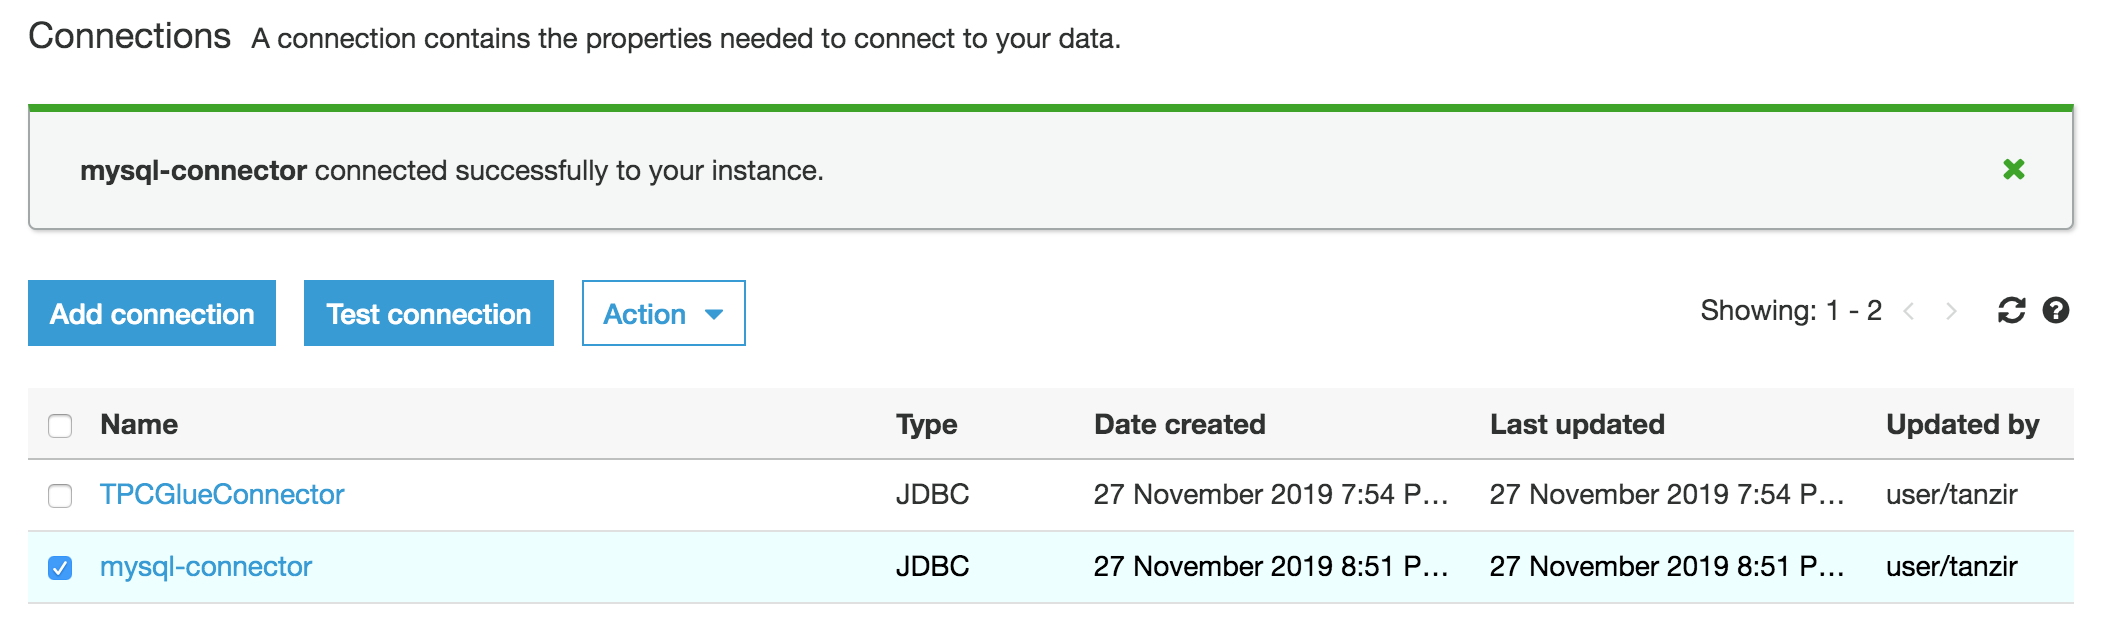 Connections A connection contains the properties needed to connect to your data.
mysql-connector connected successfully to your instance.
Add connection Test connection Action Showing: 1 - 2
Name Type Date created Last updated Updated by
TPCGlueConnector JDBC 27 November 2019 7:54 P... 27 November 2019 7:54 P... user/tanzir
mysql-connector JDBC 27 November 2019 8:51 P... 27 November 2019 8:51 P... user/tanzir